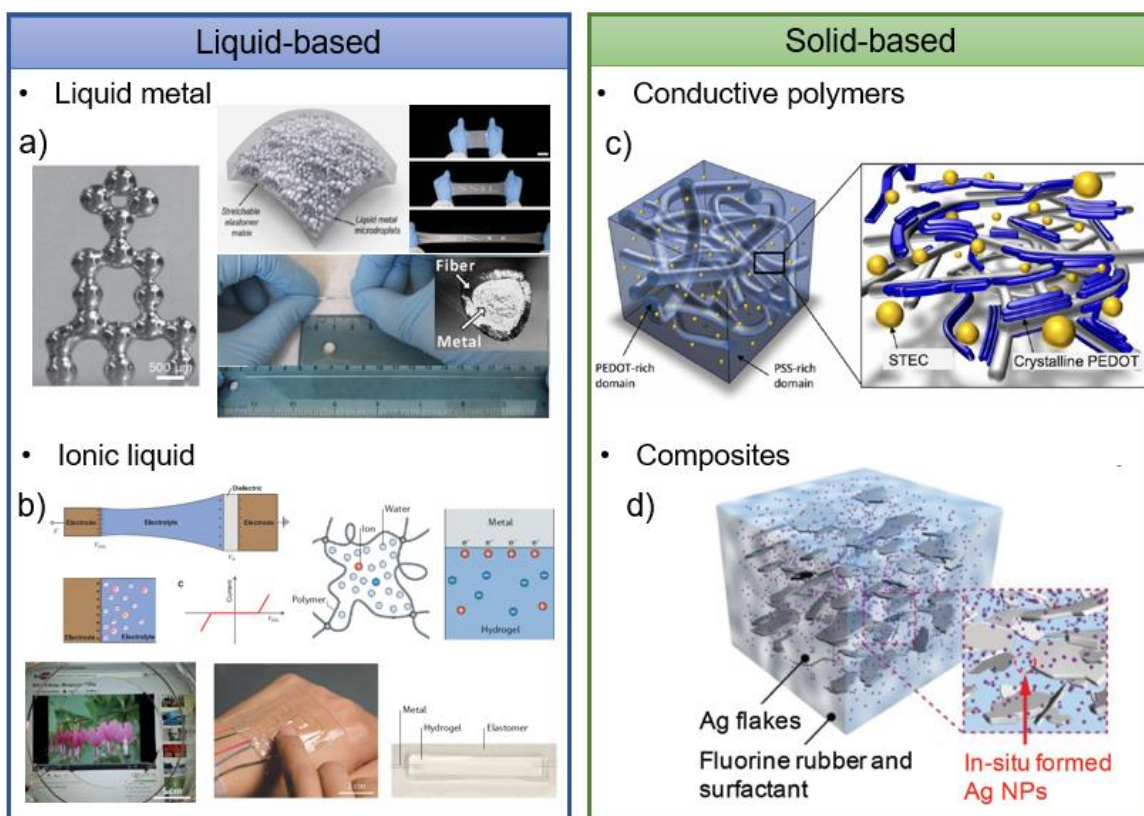 Liquid-based
• Liquid metal
a)
500 µm
Stretchable
elastomer
matrix
Liquid metal
microdroplets
Fiber
Metal
• Ionic liquid
b)
Dielectric
Electrode
Electrolyte
Electrode
Electrode
Electrolyte
c
Current
Water
Ion
Polymer
Metal
e⁻ e⁻ e⁻ e⁻
Hydrogel
5cm
Metal
Hydrogel
Elastomer
Solid-based
• Conductive polymers
c)
PEDOT-rich
domain
PSS-rich
domain
STEC
Crystalline PEDOT
• Composites
d)
Ag flakes
Fluorine rubber and
surfactant
In-situ formed
Ag NPs